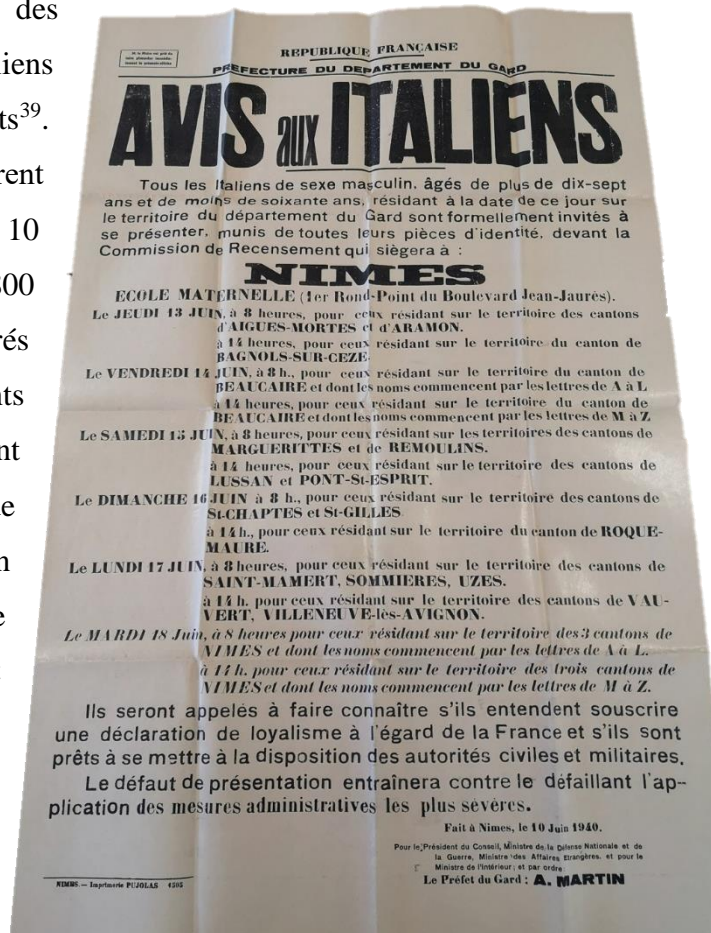 des
liens
ts39.
rent
10
300
rés
nts
nt
e
n
e
REPUBLIQUE FRANÇAISE
PREFECTURE DU DEPARTEMENT DU GARD
AVIS aux ITALIENS
Tous les Italiens de sexe masculin, âgés de plus de dix-sept
ans et de moins de soixante ans, résidant à la date de ce jour sur
le territoire du département du Gard sont formellement invités à
se présenter, munis de toutes leurs pièces d'identité, devant la
Commission de Recensement qui siègera à :
NIMES
ECOLE MATERNELLE (1er Rond-Point du Boulevard Jean-Jaurès).
Le JEUDI 13 JUIN, à 8 heures, pour ceux résidant sur le territoire des cantons
d'AIGUES-MORTES et d'ARAMON.
à 14 heures, pour ceux résidant sur le territoire du canton de
BAGNOLS-SUR-CEZE.
Le VENDREDI 14 JUIN, à 8 h., pour ceux résidant sur le territoire du canton de
BEAUCAIRE et dont les noms commencent par les lettres de A à L
à 14 heures, pour ceux résidant sur le territoire du canton de
BEAUCAIRE et dont les noms commencent par les lettres de M à Z
Le SAMEDI 15 JUIN, à 8 heures, pour ceux résidant sur les territoires des cantons de
MARGUERITTES et de REMOULINS.
à 14 heures, pour ceux résidant sur le territoire des cantons de
LUSSAN et PONT-St-ESPRIT.
Le DIMANCHE 16 JUIN à 8 h., pour ceux résidant sur le territoire des cantons de
St-CHAPTES et St-GILLES
à 14 h., pour ceux résidant sur le territoire du canton de ROQUE-
MAURE.
Le LUNDI 17 JUIN, à 8 heures, pour ceux résidant sur le territoire des cantons de
SAINT-MAMERT, SOMMIERES, UZES.
à 14 h. pour ceux résidant sur le territoire des cantons de VAU-
VERT, VILLENEUVE-lès-AVIGNON.
Le MARDI 18 Juin, à 8 heures pour ceux résidant sur le territoire des 3 cantons de
NIMES et dont les noms commencent par les lettres de A à L.
à 14 h. pour ceux résidant sur le territoire des trois cantons de
NIMES et dont les noms commencent par les lettres de M à Z.
Ils seront appelés à faire connaître s'ils entendent souscrire
une déclaration de loyalisme à l'égard de la France et s'ils sont
prêts à se mettre à la disposition des autorités civiles et militaires.
Le défaut de présentation entraînera contre le défaillant l'ap-
plication des mesures administratives les plus sévères.
Fait à Nimes, le 10 Juin 1940.
Pour le Président du Conseil, Ministre de la Défense Nationale et de
la Guerre, Ministre des Affaires Etrangères, et pour le
Ministre de l'Intérieur; et par ordre
Le Préfet du Gard : A. MARTIN
NIMES. — Imprimerie PUJOLAS 4505